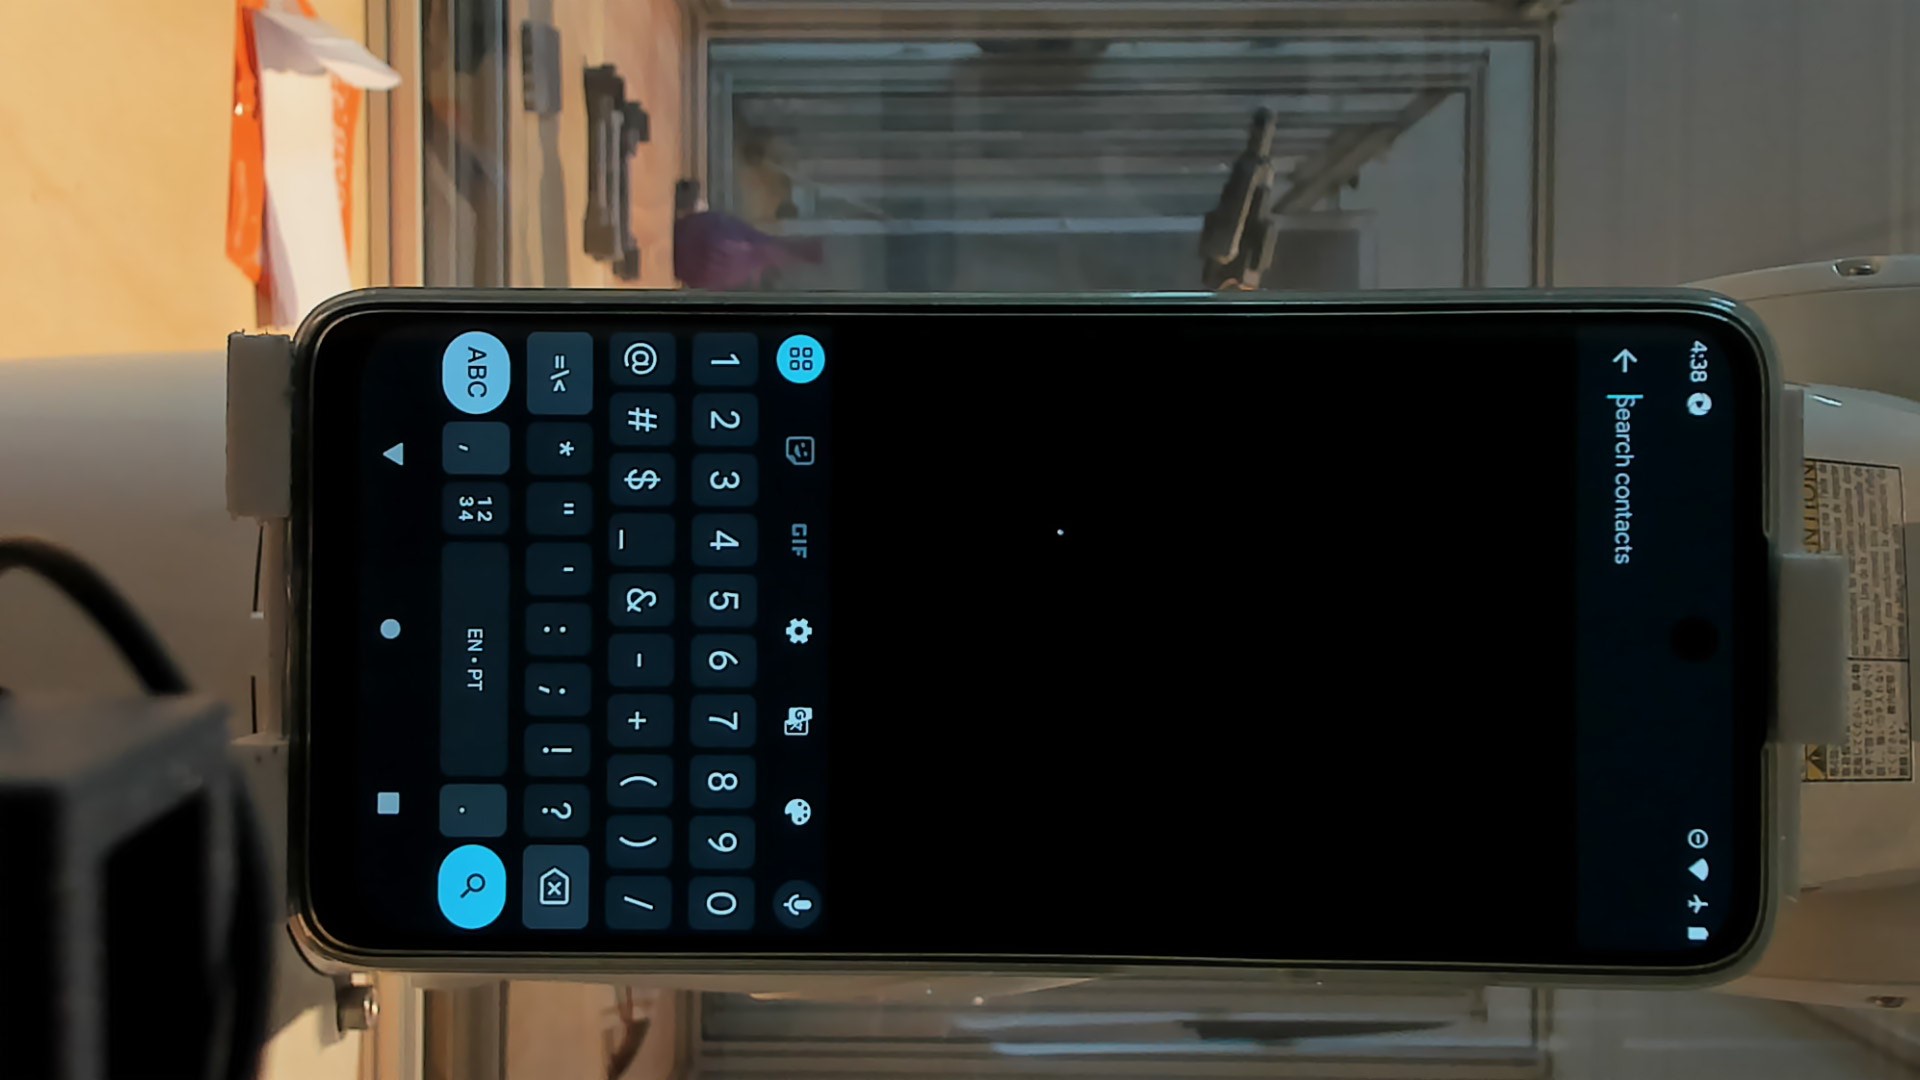 4:38
Search contacts
GIF
1 2 3 4 5 6 7 8 9 0
@ # $ _ & - + ( ) /
=\< * " ' : ; ! ?
ABC , 12 34 EN • PT .